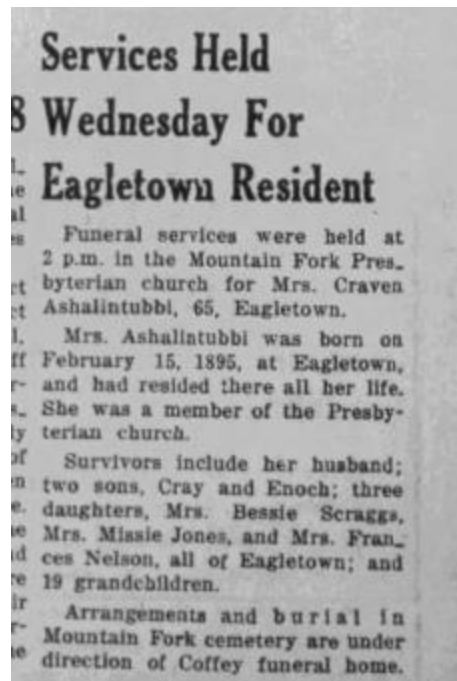 Services Held
Wednesday For
Eagletown Resident
Funeral services were held at
2 p.m. in the Mountain Fork Pres-
byterian church for Mrs. Craven
Ashalintubbi, 65, Eagletown.
Mrs. Ashalintubbi was born on
February 15, 1895, at Eagletown,
and had resided there all her life.
She was a member of the Presby-
terian church.
Survivors include her husband;
two sons, Cray and Enoch; three
daughters, Mrs. Bessie Scraggs,
Mrs. Missie Jones, and Mrs. Fran-
ces Nelson, all of Eagletown; and
19 grandchildren.
Arrangements and burial in
Mountain Fork cemetery are under
direction of Coffey funeral home.